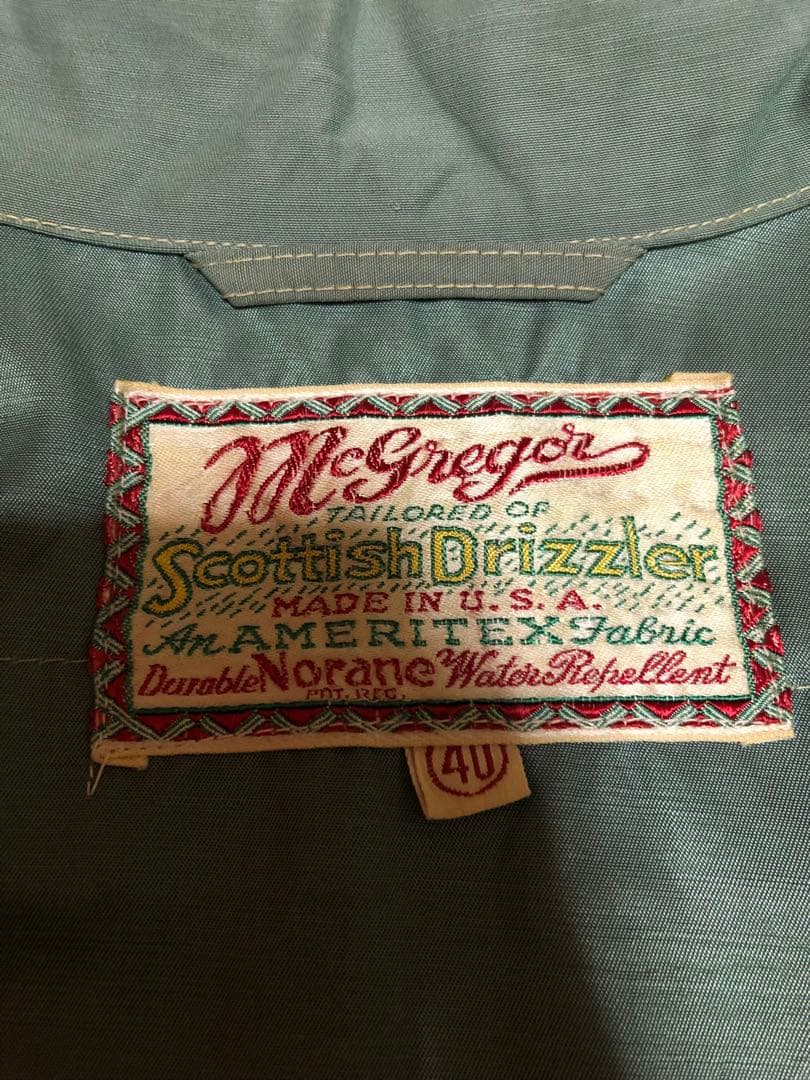 McGregor
TAILORED OF
Scottish Drizzler
MADE IN U.S.A.
An AMERITEX Fabric
Durable Norane Water Repellent
PAT. REG.
40